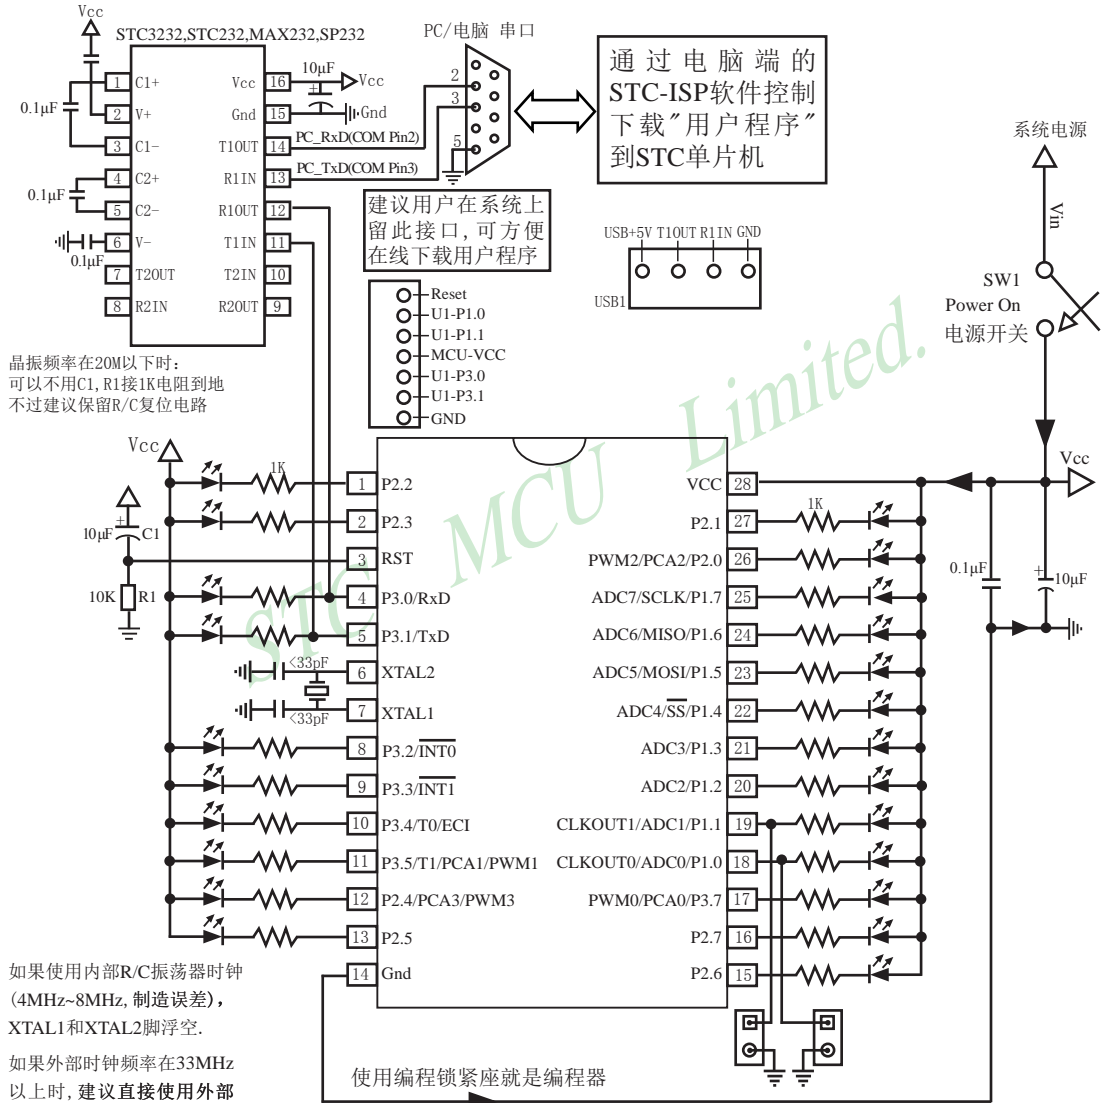 Vcc
STC3232,STC232,MAX232,SP232
PC/电脑 串口
1 C1+
2 V+
3 C1-
4 C2+
5 C2-
6 V-
7 T2OUT
8 R2IN
Vcc 16
Gnd 15
T1OUT 14
R1IN 13
R1OUT 12
T1IN 11
T2IN 10
R2OUT 9
0.1μF
0.1μF
0.1μF
10μF
+
Vcc
Gnd
PC_RxD(COM Pin2)
PC_TxD(COM Pin3)
2
3
5
通过电脑端的
STC-ISP软件控制
下载"用户程序"
到STC单片机
建议用户在系统上
留此接口,可方便
在线下载用户程序
USB+5V T1OUT R1IN GND
USB1
系统电源
Vin
SW1
Power On
电源开关
Reset
U1-P1.0
U1-P1.1
MCU-VCC
U1-P3.0
U1-P3.1
GND
晶振频率在20M以下时:
可以不用C1,R1接1K电阻到地
不过建议保留R/C复位电路
STC MCU Limited.
Vcc
1K
10μF
+
C1
10K
R1
<33pF
<33pF
1 P2.2
2 P2.3
3 RST
4 P3.0/RxD
5 P3.1/TxD
6 XTAL2
7 XTAL1
8 P3.2/INT0
9 P3.3/INT1
10 P3.4/T0/ECI
11 P3.5/T1/PCA1/PWM1
12 P2.4/PCA3/PWM3
13 P2.5
14 Gnd
VCC 28
P2.1 27
PWM2/PCA2/P2.0 26
ADC7/SCLK/P1.7 25
ADC6/MISO/P1.6 24
ADC5/MOSI/P1.5 23
ADC4/SS/P1.4 22
ADC3/P1.3 21
ADC2/P1.2 20
CLKOUT1/ADC1/P1.1 19
CLKOUT0/ADC0/P1.0 18
PWM0/PCA0/P3.7 17
P2.7 16
P2.6 15
1K
Vcc
0.1μF
+
10μF
如果使用内部R/C振荡器时钟
(4MHz~8MHz,制造误差),
XTAL1和XTAL2脚浮空.
如果外部时钟频率在33MHz
以上时,建议直接使用外部
使用编程锁紧座就是编程器